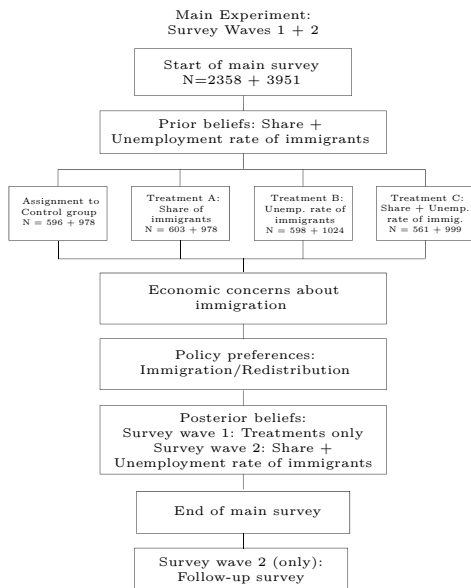 Main Experiment:
Survey Waves 1 + 2
Start of main survey
N=2358 + 3951
Prior beliefs: Share +
Unemployment rate of immigrants
Assignment to
Control group
N = 596 + 978
Treatment A:
Share of
immigrants
N = 603 + 978
Treatment B:
Unemp. rate of
immigrants
N = 598 + 1024
Treatment C:
Share + Unemp.
rate of immig.
N = 561 + 999
Economic concerns about
immigration
Policy preferences:
Immigration/Redistribution
Posterior beliefs:
Survey wave 1: Treatments only
Survey wave 2: Share +
Unemployment rate of immigrants
End of main survey
Survey wave 2 (only):
Follow-up survey